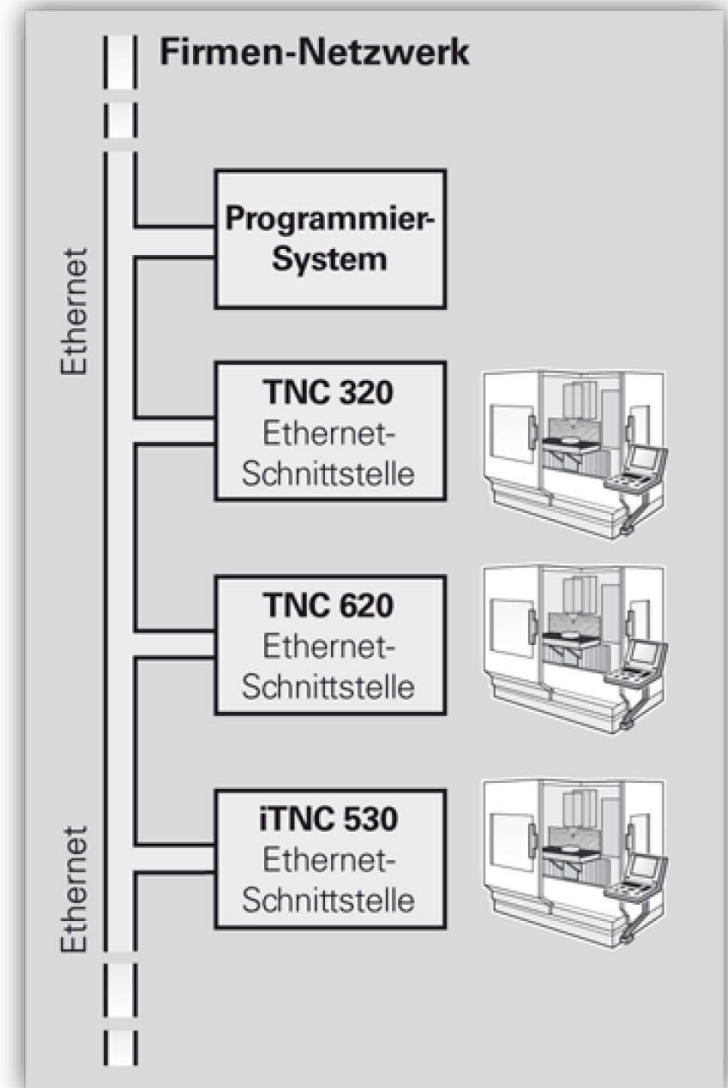 Firmen-Netzwerk
Programmier-
System
Ethernet
TNC 320
Ethernet-
Schnittstelle
TNC 620
Ethernet-
Schnittstelle
iTNC 530
Ethernet-
Schnittstelle
Ethernet